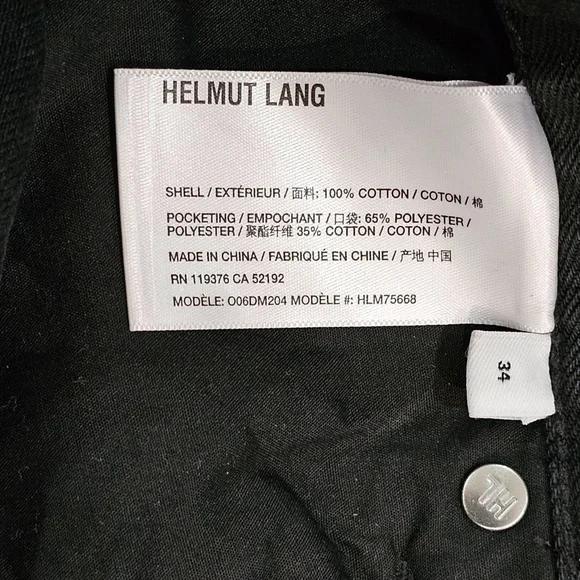 HELMUT LANG
SHELL / EXTÉRIEUR / 面料: 100% COTTON / COTON / 棉
POCKETING / EMPOCHANT / 口袋: 65% POLYESTER /
POLYESTER / 聚酯纤维 35% COTTON / COTON / 棉
MADE IN CHINA / FABRIQUÉ EN CHINE / 产地 中国
RN 119376 CA 52192
MODÈLE: O06DM204 MODÈLE #: HLM75668
34
HL